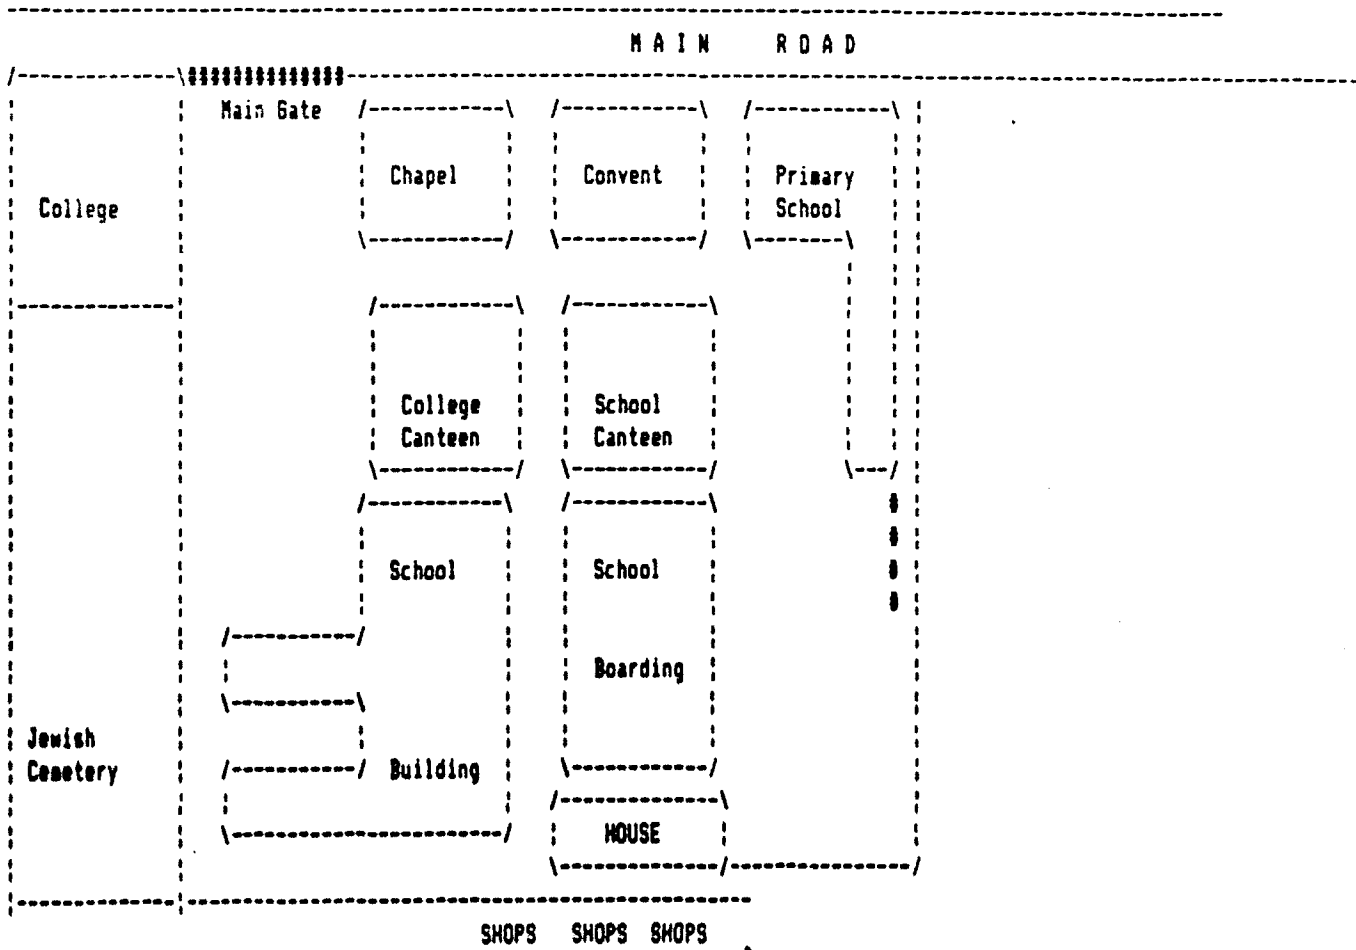 MAIN ROAD
Main Gate
Chapel Convent Primary
College School
College School
Canteen Canteen
School School
Boarding
Jewish
Cemetery Building
HOUSE
SHOPS SHOPS SHOPS